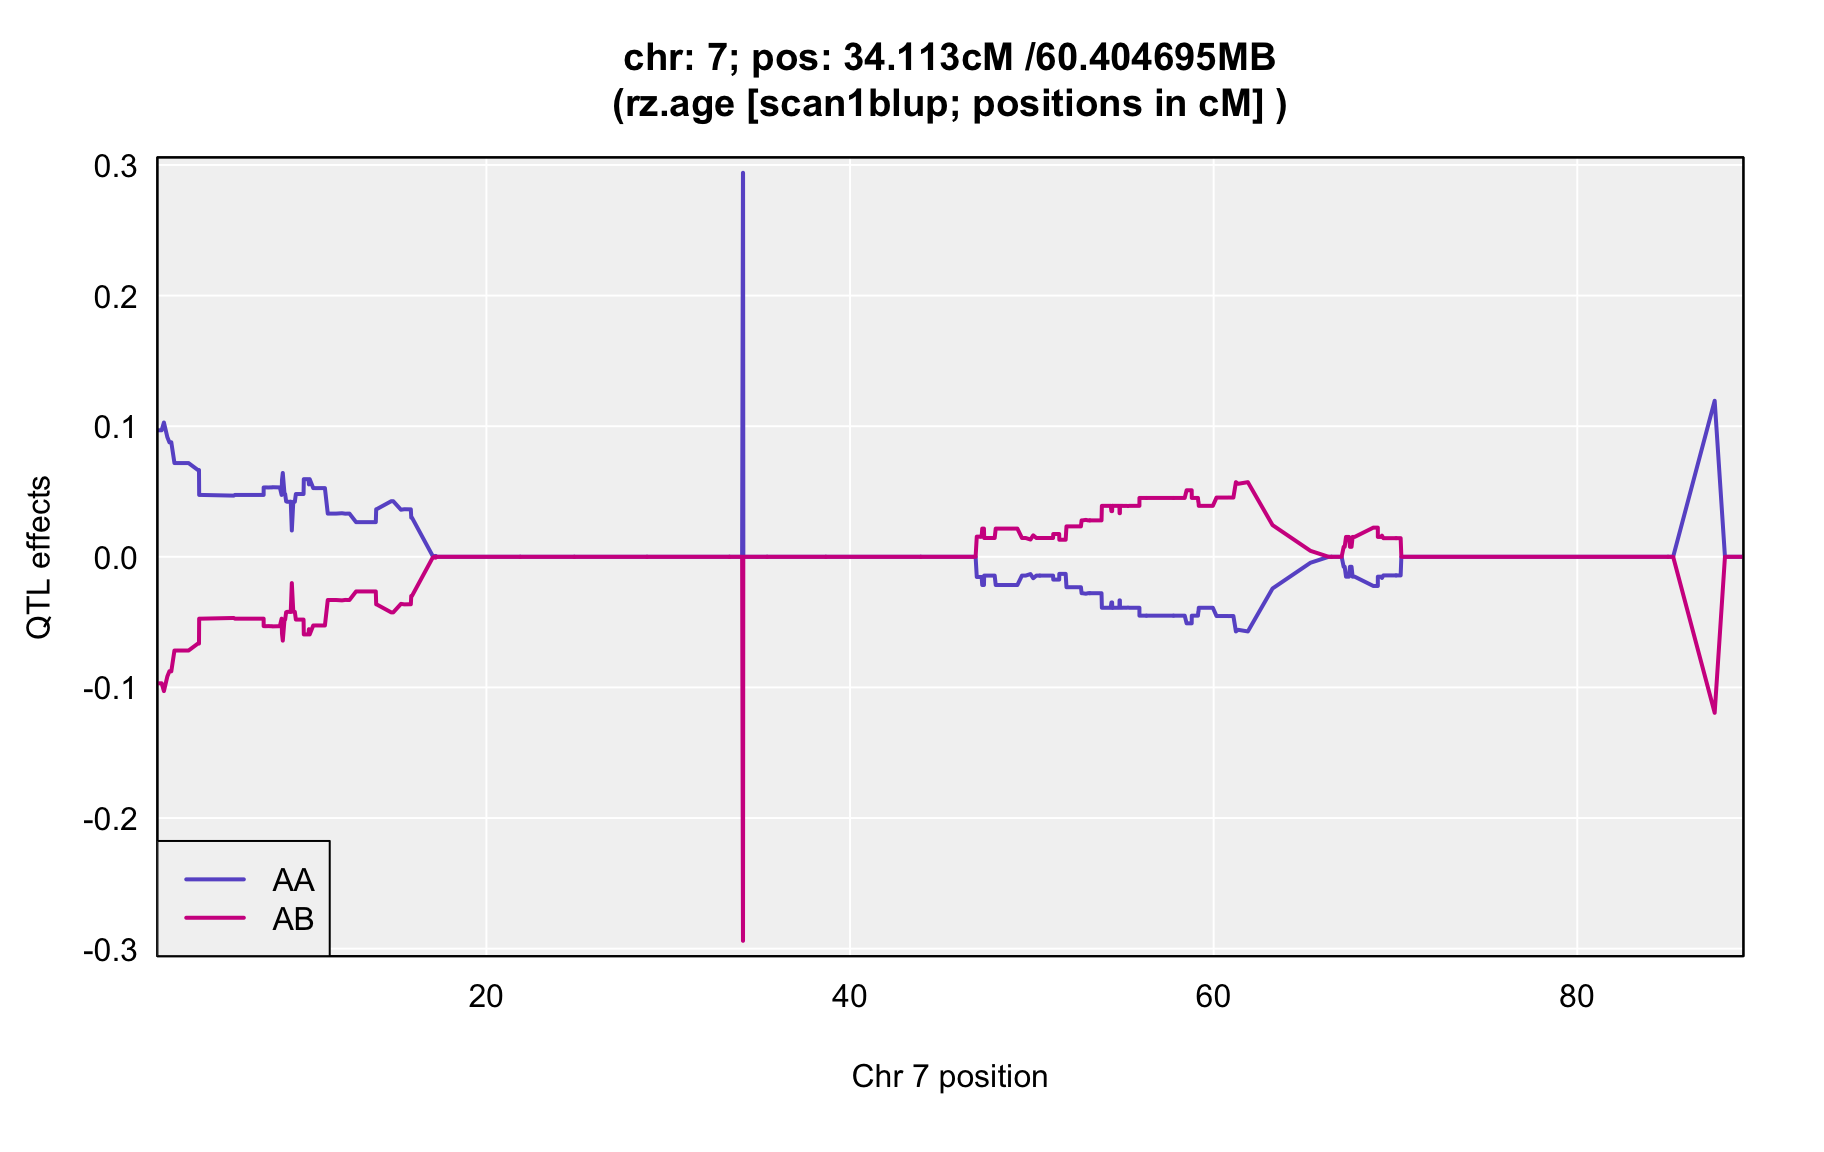 chr: 7; pos: 34.113cM /60.404695MB
(rz.age [scan1blup; positions in cM] )
QTL effects
0.3
0.2
0.1
0.0
-0.1
-0.2
-0.3
AA
AB
20 40 60 80
Chr 7 position